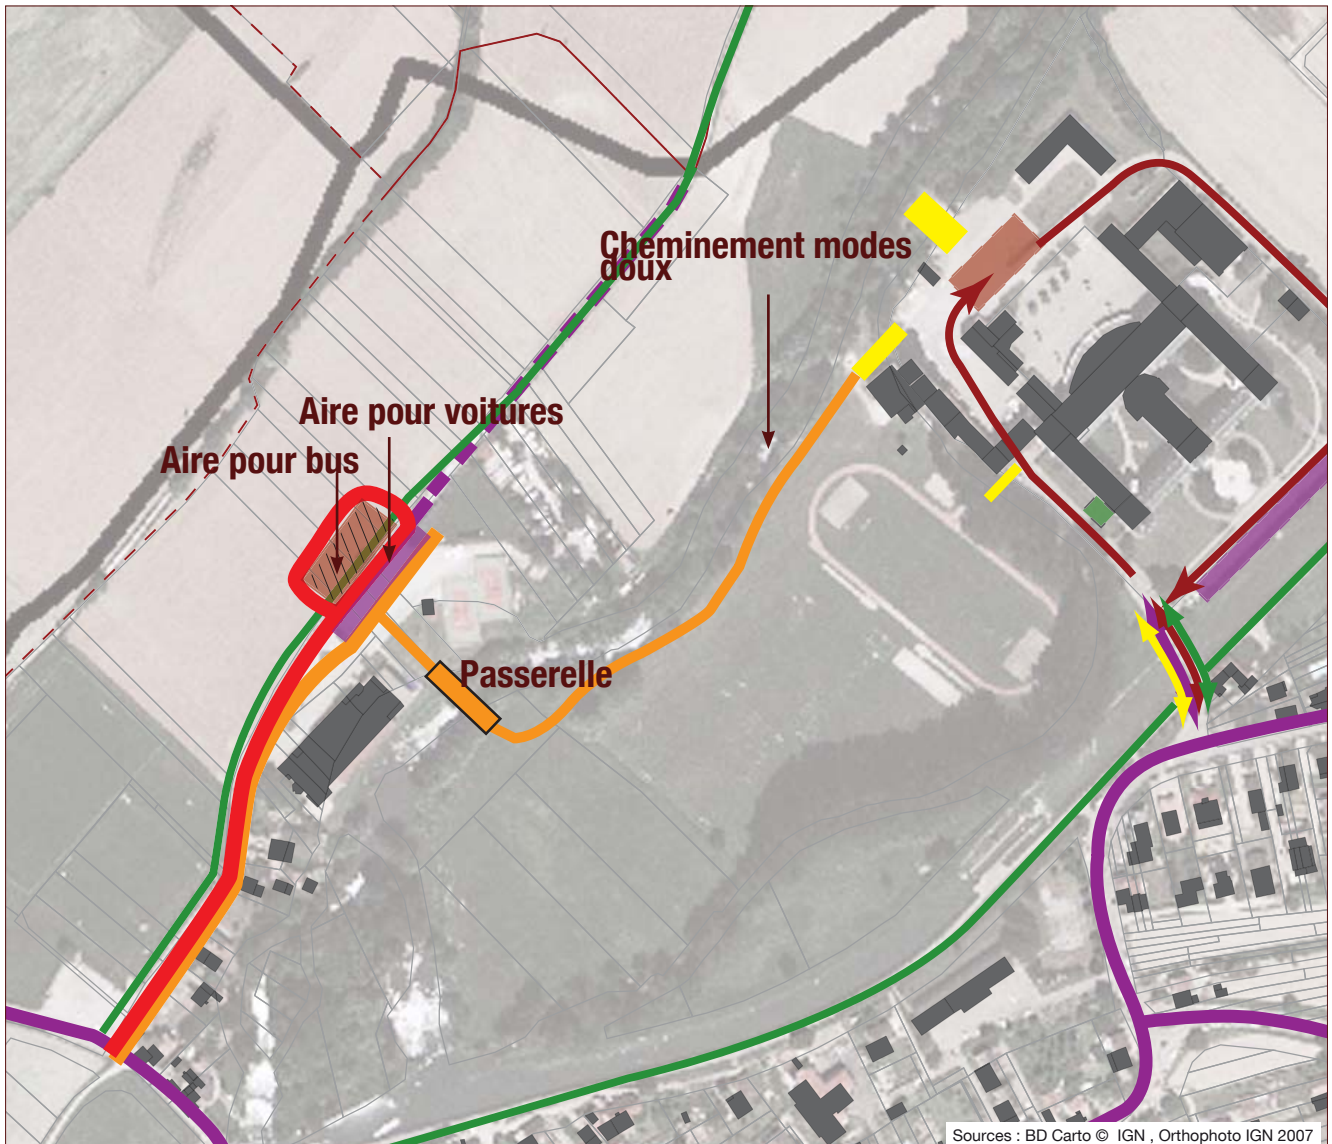 Cheminement modes
doux
Aire pour voitures
Aire pour bus
Passerelle
Sources : BD Carto © IGN , Orthophoto IGN 2007